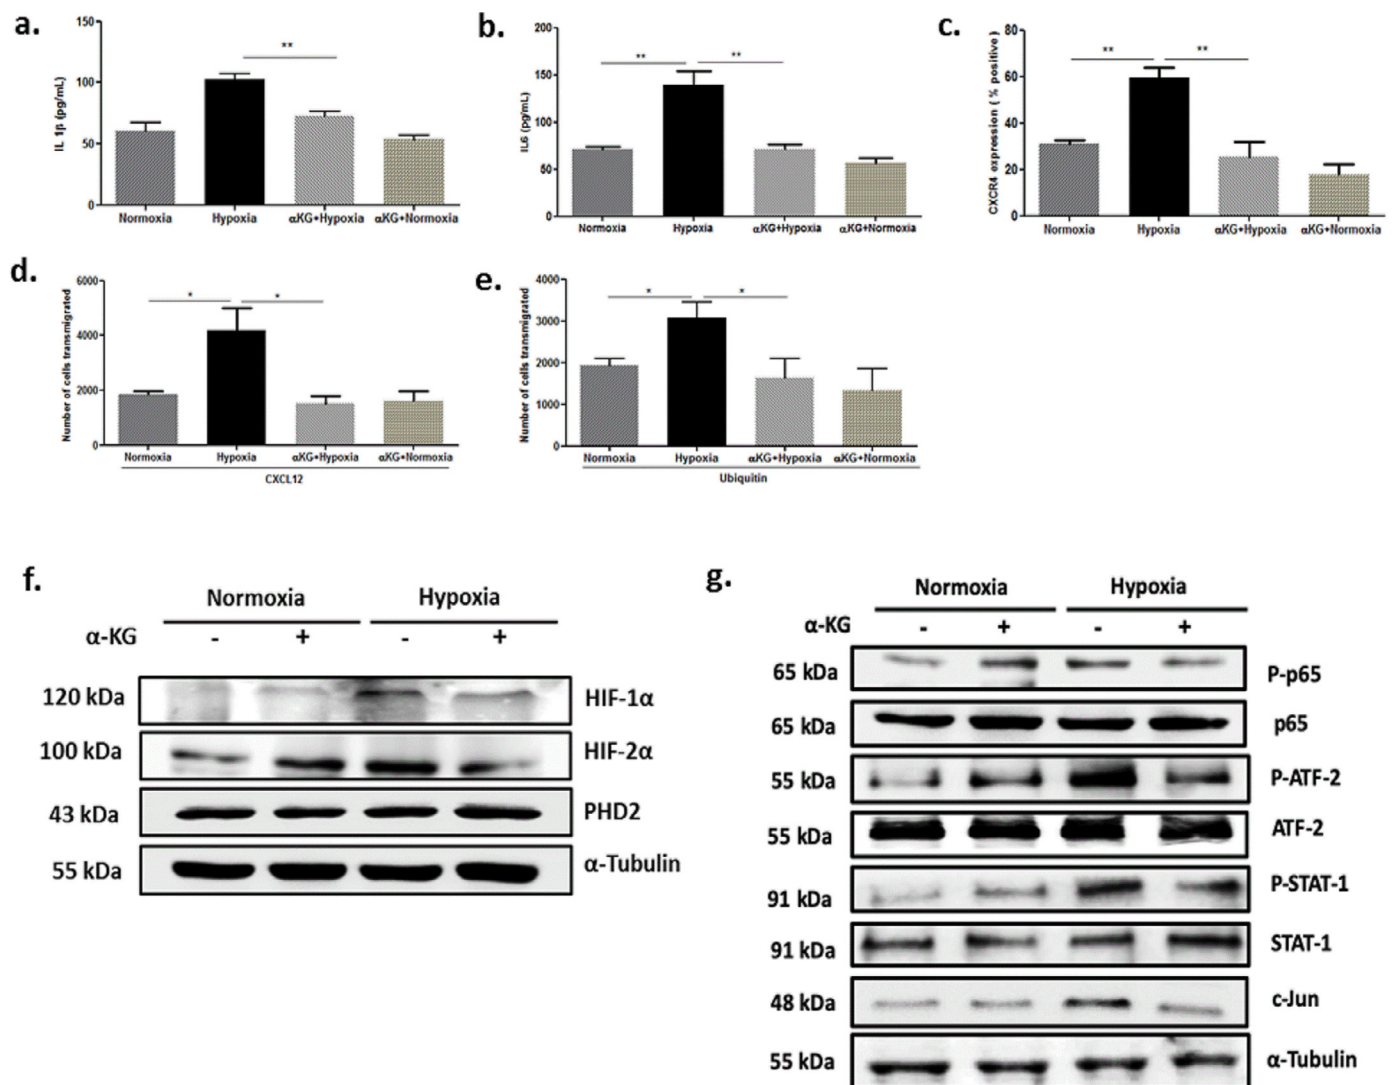 a.
150
100
50
0
IL 1β (pg/mL)
**
Normoxia Hypoxia αKG+Hypoxia αKG+Normoxia
b.
200
150
100
50
0
IL6 (pg/mL)
** **
Normoxia Hypoxia αKG+Hypoxia αKG+Normoxia
c.
80
60
40
20
0
CXCR4 expression ( % positive )
** **
Normoxia Hypoxia αKG+Hypoxia αKG+Normoxia
d.
6000
4000
2000
0
Number of cells transmigrated
* *
Normoxia Hypoxia αKG+Hypoxia αKG+Normoxia
CXCL12
e.
4000
3000
2000
1000
0
Number of cells transmigrated
* *
Normoxia Hypoxia αKG+Hypoxia αKG+Normoxia
Ubiquitin
f.
Normoxia Hypoxia
α-KG - + - +
120 kDa HIF-1α
100 kDa HIF-2α
43 kDa PHD2
55 kDa α-Tubulin
g.
Normoxia Hypoxia
α-KG - + - +
65 kDa P-p65
65 kDa p65
55 kDa P-ATF-2
55 kDa ATF-2
91 kDa P-STAT-1
91 kDa STAT-1
48 kDa c-Jun
55 kDa α-Tubulin